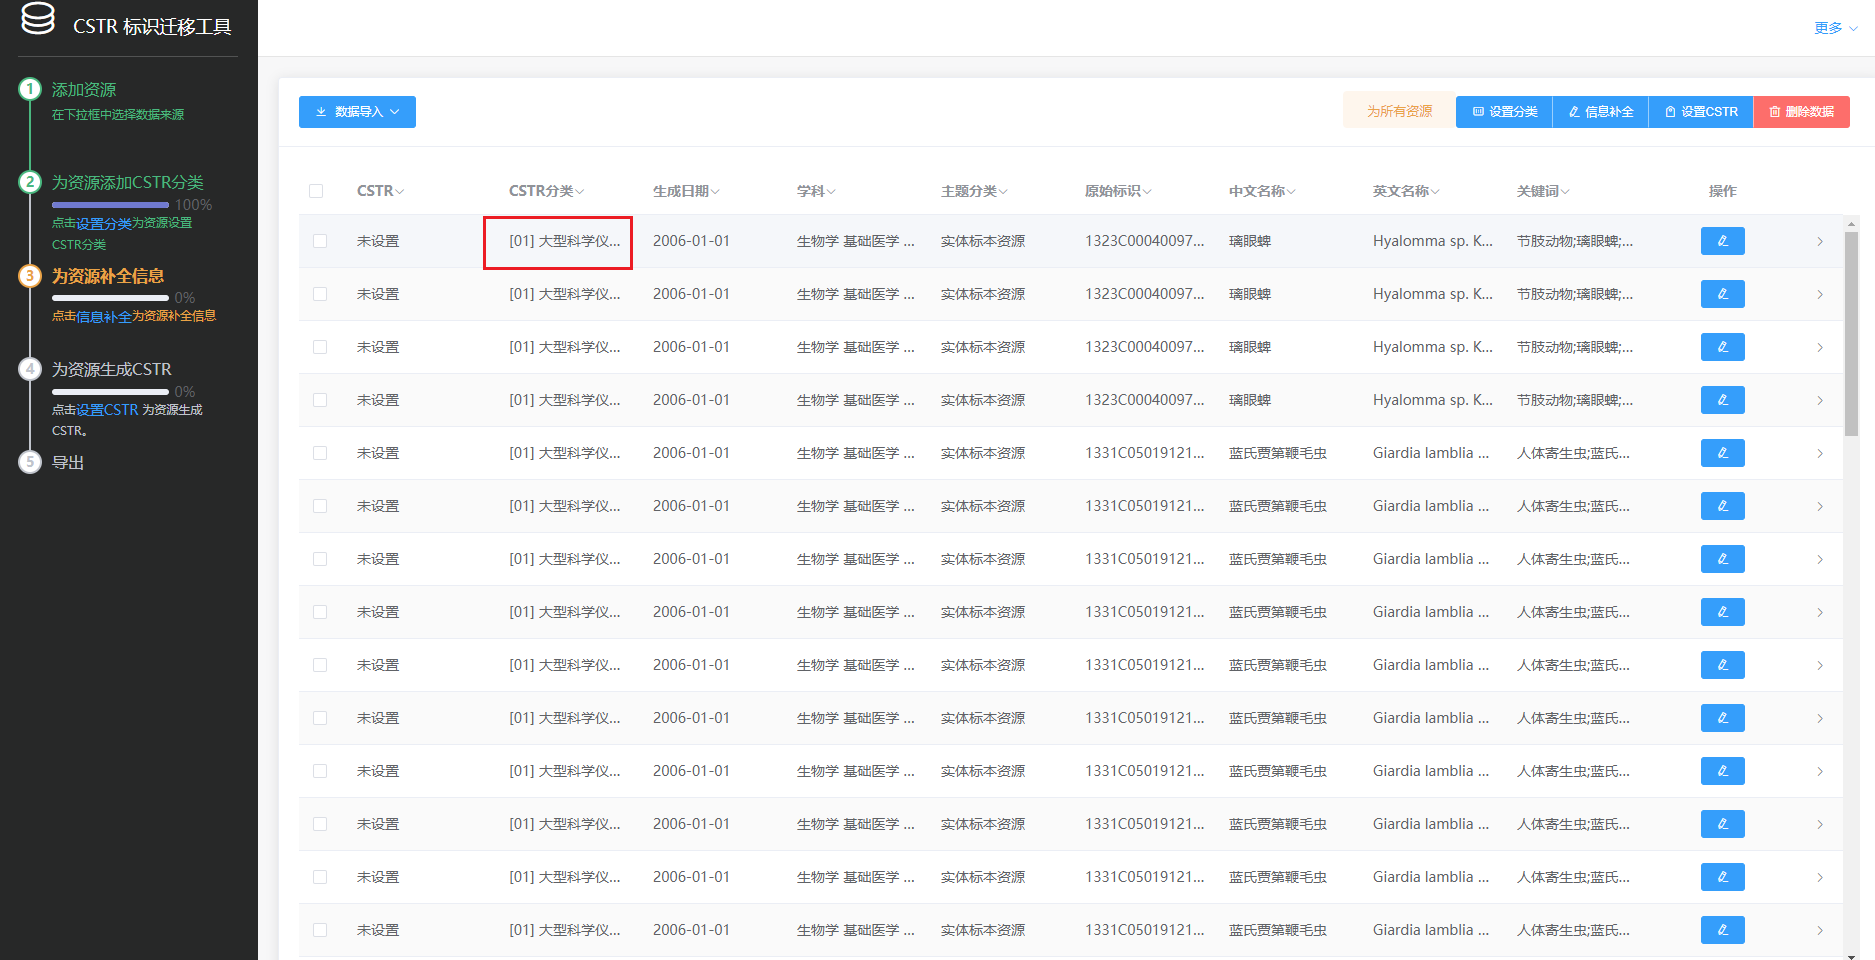 CSTR 标识迁移工具
更多
1 添加资源
在下拉框中选择数据来源
2 为资源添加CSTR分类
100%
点击设置分类为资源设置
CSTR分类
3 为资源补全信息
0%
点击信息补全为资源补全信息
4 为资源生成CSTR
0%
点击设置CSTR 为资源生成
CSTR。
5 导出
数据导入
为所有资源 设置分类 信息补全 设置CSTR 删除数据
CSTR CSTR分类 生成日期 学科 主题分类 原始标识 中文名称 英文名称 关键词 操作
未设置 [01] 大型科学仪... 2006-01-01 生物学 基础医学 ... 实体标本资源 1323C00040097... 璃眼蜱 Hyalomma sp. K... 节肢动物;璃眼蜱;...
未设置 [01] 大型科学仪... 2006-01-01 生物学 基础医学 ... 实体标本资源 1323C00040097... 璃眼蜱 Hyalomma sp. K... 节肢动物;璃眼蜱;...
未设置 [01] 大型科学仪... 2006-01-01 生物学 基础医学 ... 实体标本资源 1323C00040097... 璃眼蜱 Hyalomma sp. K... 节肢动物;璃眼蜱;...
未设置 [01] 大型科学仪... 2006-01-01 生物学 基础医学 ... 实体标本资源 1323C00040097... 璃眼蜱 Hyalomma sp. K... 节肢动物;璃眼蜱;...
未设置 [01] 大型科学仪... 2006-01-01 生物学 基础医学 ... 实体标本资源 1331C05019121... 蓝氏贾第鞭毛虫 Giardia lamblia ... 人体寄生虫;蓝氏...
未设置 [01] 大型科学仪... 2006-01-01 生物学 基础医学 ... 实体标本资源 1331C05019121... 蓝氏贾第鞭毛虫 Giardia lamblia ... 人体寄生虫;蓝氏...
未设置 [01] 大型科学仪... 2006-01-01 生物学 基础医学 ... 实体标本资源 1331C05019121... 蓝氏贾第鞭毛虫 Giardia lamblia ... 人体寄生虫;蓝氏...
未设置 [01] 大型科学仪... 2006-01-01 生物学 基础医学 ... 实体标本资源 1331C05019121... 蓝氏贾第鞭毛虫 Giardia lamblia ... 人体寄生虫;蓝氏...
未设置 [01] 大型科学仪... 2006-01-01 生物学 基础医学 ... 实体标本资源 1331C05019121... 蓝氏贾第鞭毛虫 Giardia lamblia ... 人体寄生虫;蓝氏...
未设置 [01] 大型科学仪... 2006-01-01 生物学 基础医学 ... 实体标本资源 1331C05019121... 蓝氏贾第鞭毛虫 Giardia lamblia ... 人体寄生虫;蓝氏...
未设置 [01] 大型科学仪... 2006-01-01 生物学 基础医学 ... 实体标本资源 1331C05019121... 蓝氏贾第鞭毛虫 Giardia lamblia ... 人体寄生虫;蓝氏...
未设置 [01] 大型科学仪... 2006-01-01 生物学 基础医学 ... 实体标本资源 1331C05019121... 蓝氏贾第鞭毛虫 Giardia lamblia ... 人体寄生虫;蓝氏...
未设置 [01] 大型科学仪... 2006-01-01 生物学 基础医学 ... 实体标本资源 1331C05019121... 蓝氏贾第鞭毛虫 Giardia lamblia ... 人体寄生虫;蓝氏...
未设置 [01] 大型科学仪... 2006-01-01 生物学 基础医学 ... 实体标本资源 1331C05019121... 蓝氏贾第鞭毛虫 Giardia lamblia ... 人体寄生虫;蓝氏...